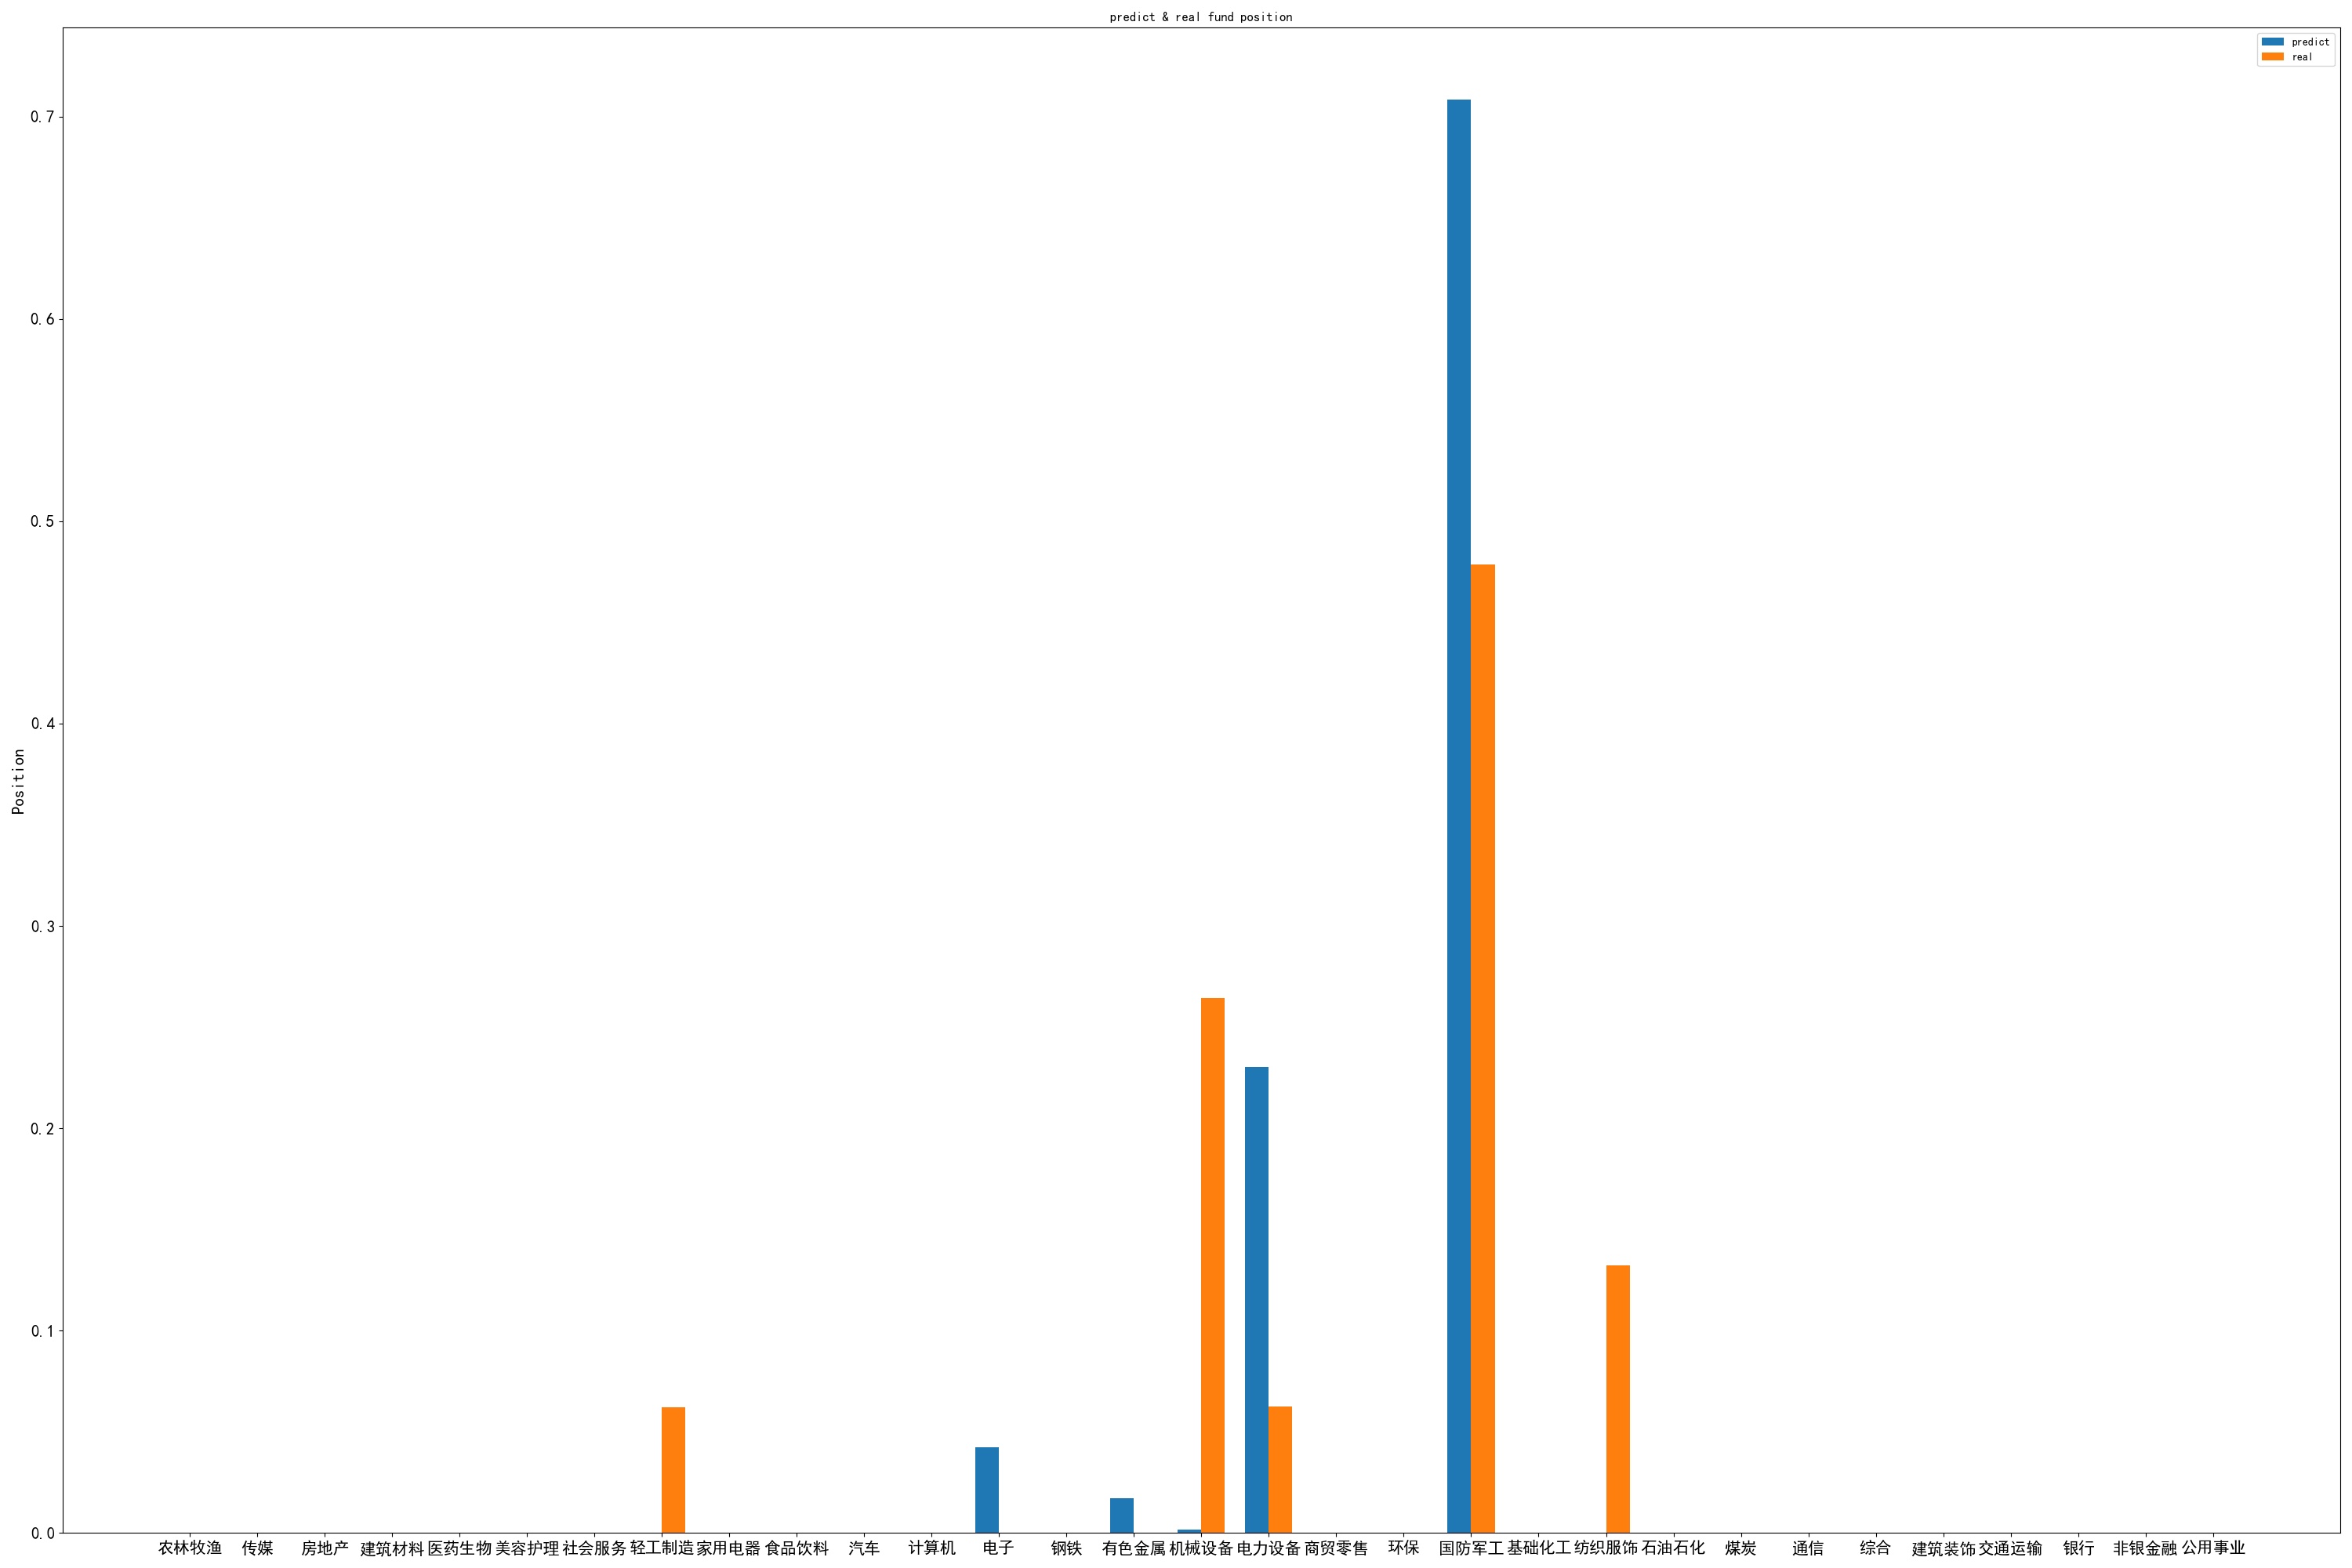 predict & real fund position
predict
real
0.7
0.6
0.5
0.4
0.3
0.2
0.1
0.0
Position
农林牧渔 传媒 房地产 建筑材料 医药生物 美容护理 社会服务 轻工制造 家用电器 食品饮料 汽车 计算机 电子 钢铁 有色金属 机械设备 电力设备 商贸零售 环保 国防军工 基础化工 纺织服饰 石油石化 煤炭 通信 综合 建筑装饰 交通运输 银行 非银金融 公用事业